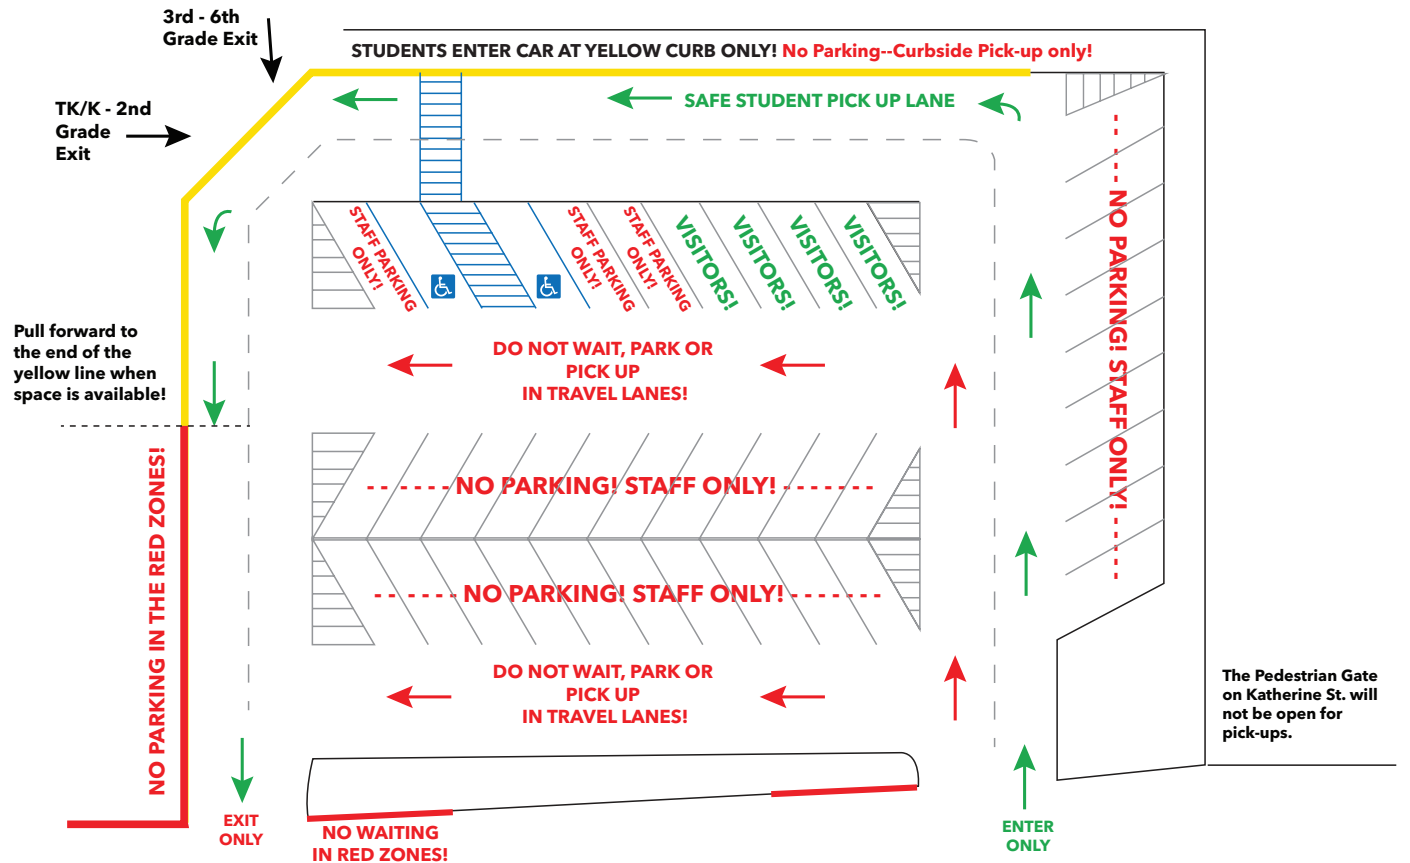 3rd - 6th
Grade Exit
STUDENTS ENTER CAR AT YELLOW CURB ONLY! No Parking--Curbside Pick-up only!
TK/K - 2nd
Grade
Exit
SAFE STUDENT PICK UP LANE
STAFF PARKING
ONLY!
STAFF PARKING
ONLY!
STAFF PARKING
ONLY!
VISITORS!
VISITORS!
VISITORS!
VISITORS!
NO PARKING! STAFF ONLY!
Pull forward to
the end of the
yellow line when
space is available!
DO NOT WAIT, PARK OR
PICK UP
IN TRAVEL LANES!
NO PARKING! STAFF ONLY!
NO PARKING! STAFF ONLY!
NO PARKING IN THE RED ZONES!
DO NOT WAIT, PARK OR
PICK UP
IN TRAVEL LANES!
The Pedestrian Gate
on Katherine St. will
not be open for
pick-ups.
EXIT
ONLY
NO WAITING
IN RED ZONES!
ENTER
ONLY